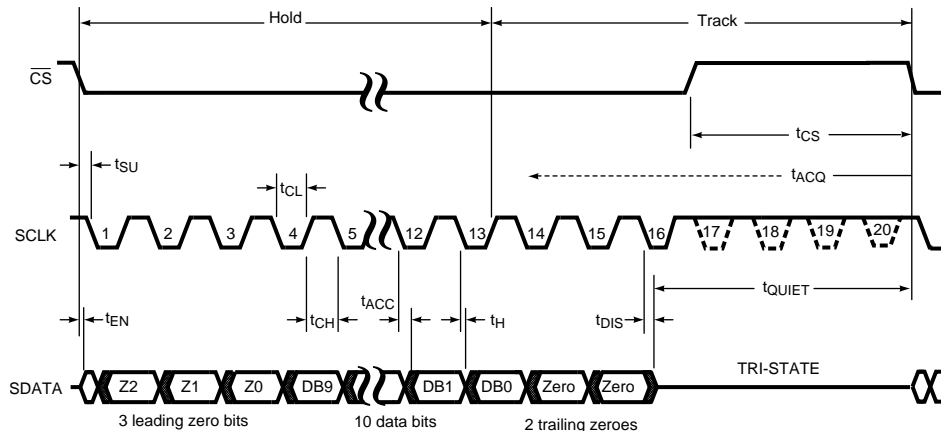 Hold
Track
CS
tCS
tSU
tACQ
tCL
SCLK
1 2 3 4 5 12 13 14 15 16 17 18 19 20
tQUIET
tACC
tEN
tCH
tH
tDIS
TRI-STATE
SDATA
Z2 Z1 Z0 DB9 DB1 DB0 Zero Zero
3 leading zero bits
10 data bits
2 trailing zeroes